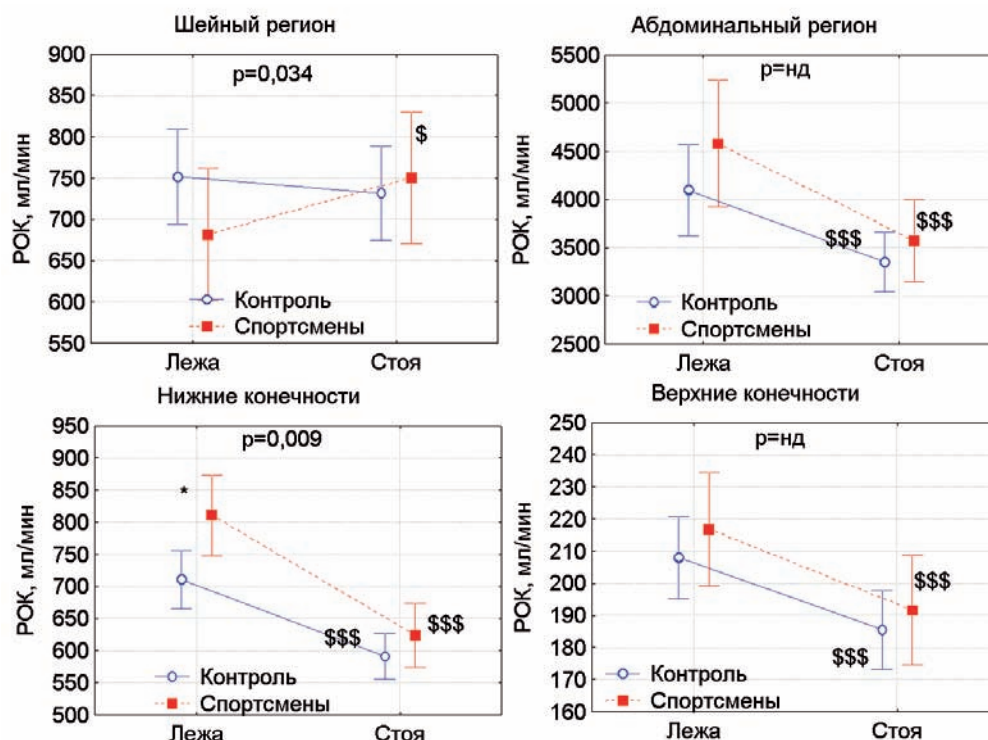 Шейный регион
p=0,034
РОК, мл/мин
900
850
800
750
700
650
600
550
$
Контроль
Спортсмены
Лежа
Стоя
Абдоминальный регион
p=нд
РОК, мл/мин
5500
5000
4500
4000
3500
3000
2500
$$$
$$$
Контроль
Спортсмены
Лежа
Стоя
Нижние конечности
p=0,009
РОК, мл/мин
950
950
850
800
750
700
650
600
550
500
*
$$$
$$$
Контроль
Спортсмены
Лежа
Стоя
Верхние конечности
p=нд
РОК, мл/мин
250
240
230
220
210
200
190
180
170
160
$$$
$$$
Контроль
Спортсмены
Лежа
Стоя